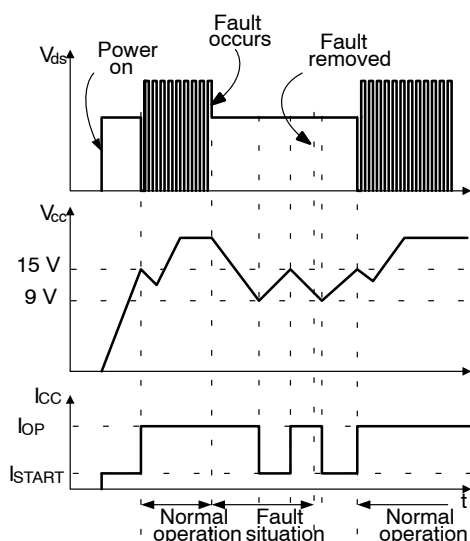 Fault
occurs
Power
on
Fault
removed
Vds
Vcc
15 V
9 V
ICC
IOP
ISTART
t
Normal
operation
Fault
situation
Normal
operation